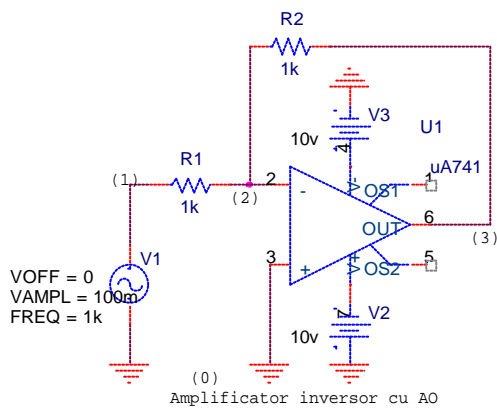 R2
1k
V3
U1
10v
4
R1
uA741
1
(1)
2
V-
OS1
(2)
-
1k
6
OUT
(3)
3
V+
5
OS2
+
V1
VOFF = 0
VAMPL = 100m
FREQ = 1k
7
V2
10v
(0)
Amplificator inversor cu AO